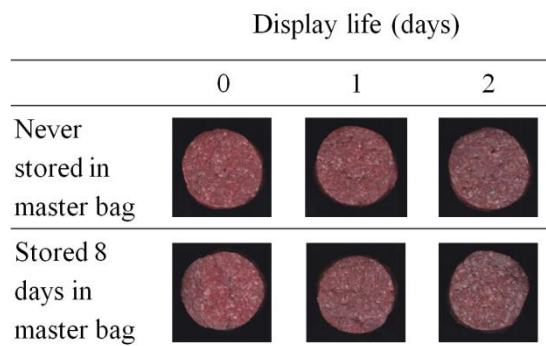 Display life (days)
0 1 2
Never
stored in
master bag
Stored 8
days in
master bag